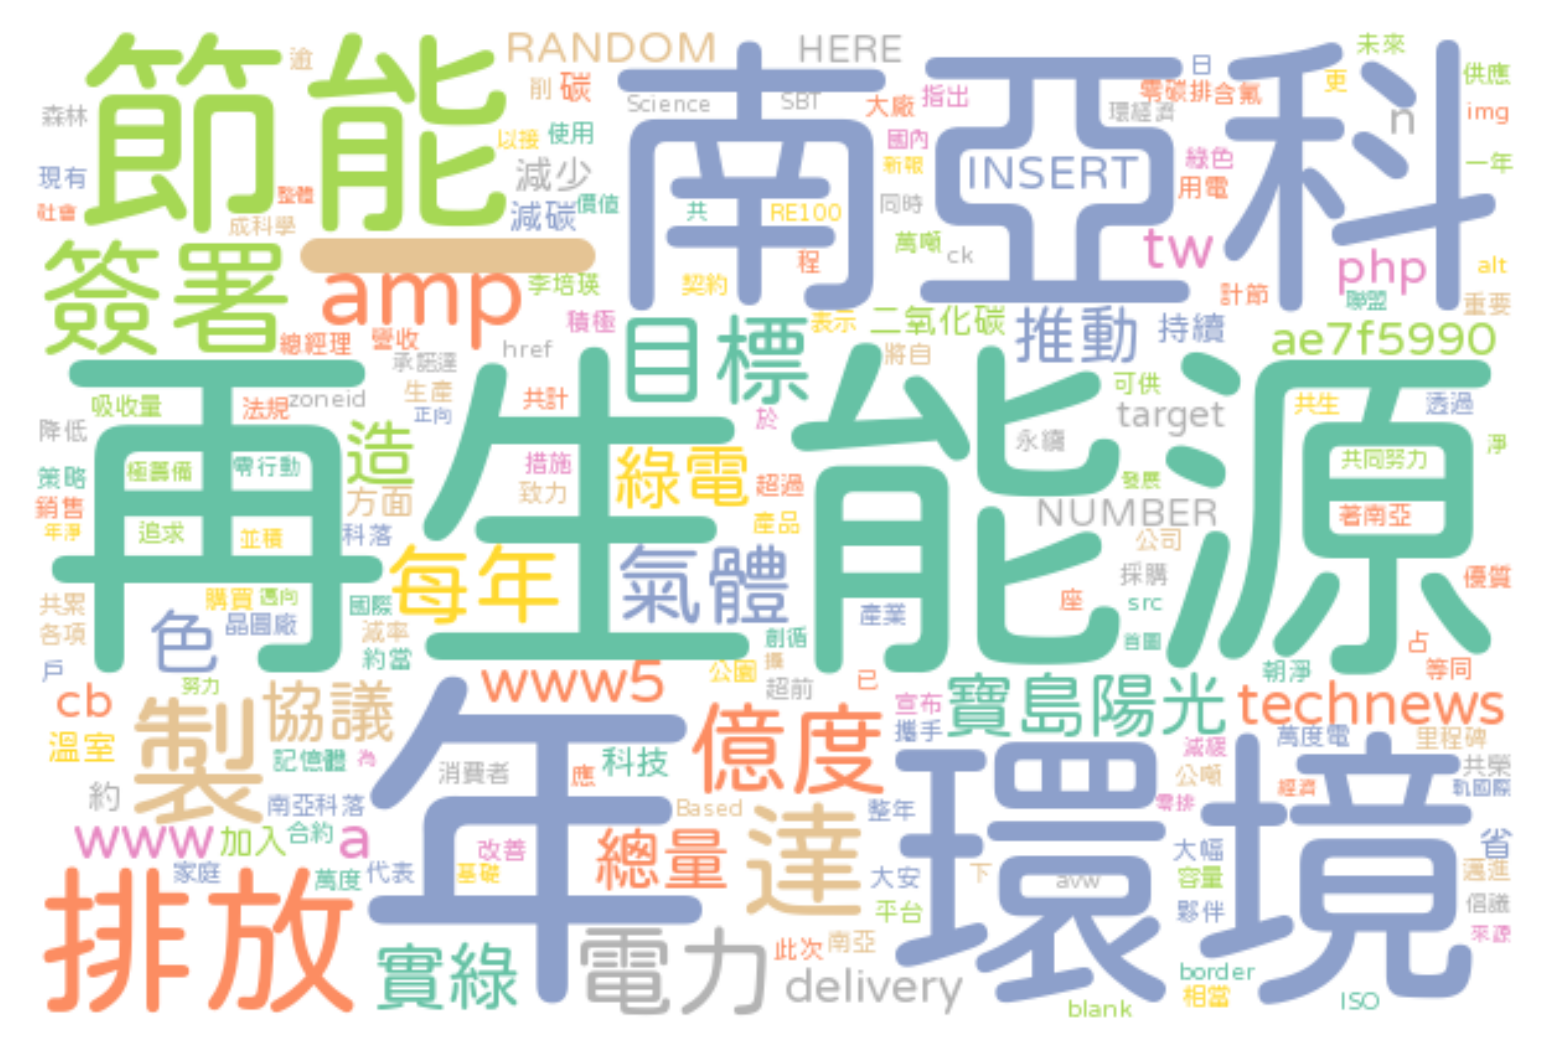 節能
逾
RANDOM
HERE
南亞科
日
未來
供應
森林
削
碳
Science
SBT
大廠
指出
環經濟
零碳排
含氟
更
n
img
現有
以接
使用
國內
新報
INSERT
綠色
一年
社會
整體
減少
減碳
價值
共
RE100
同時
用電
成科學
簽署
amp
李培瑛
契約
程
萬噸
ck
tw
php
alt
計節
聯盟
重要
總經理
營收
積極
目標
表示
二氧化碳
推動
持續
ae7f5990
href
承諾達
將自
再生能源
吸收量
法規
zoneid
生產
正向
共計
於
可供
target
共生
透過
降低
造
永續
淨
策略
極籌備
零行動
措施
綠電
超過
發展
共同努力
銷售
方面
致力
NUMBER
著南亞
年淨
追求
並積
科落
產品
公司
每年
氣體
採購
優質
共累
購買
邁向
國際
座
src
各項
色
晶圓廠
減率
產業
創循
首圖
戶
約當
公園
攝
占
努力
www5
超前
已
朝淨
等同
cb
製
協議
年
億度
宣布
寶島陽光
technews
溫室
記憶體
為
攜手
環境
減緩
萬度電
里程碑
消費者
應
科技
公噸
共榮
約
南亞科落
Based
整年
零排
經濟
軌國際
www
加入
合約
a
改善
總量
達
大幅
省
家庭
萬度
代表
基礎
大安
下
avw
容量
邁進
排放
平台
夥伴
倡議
實綠
電力
此次
南亞
來源
delivery
border
相當
blank
ISO